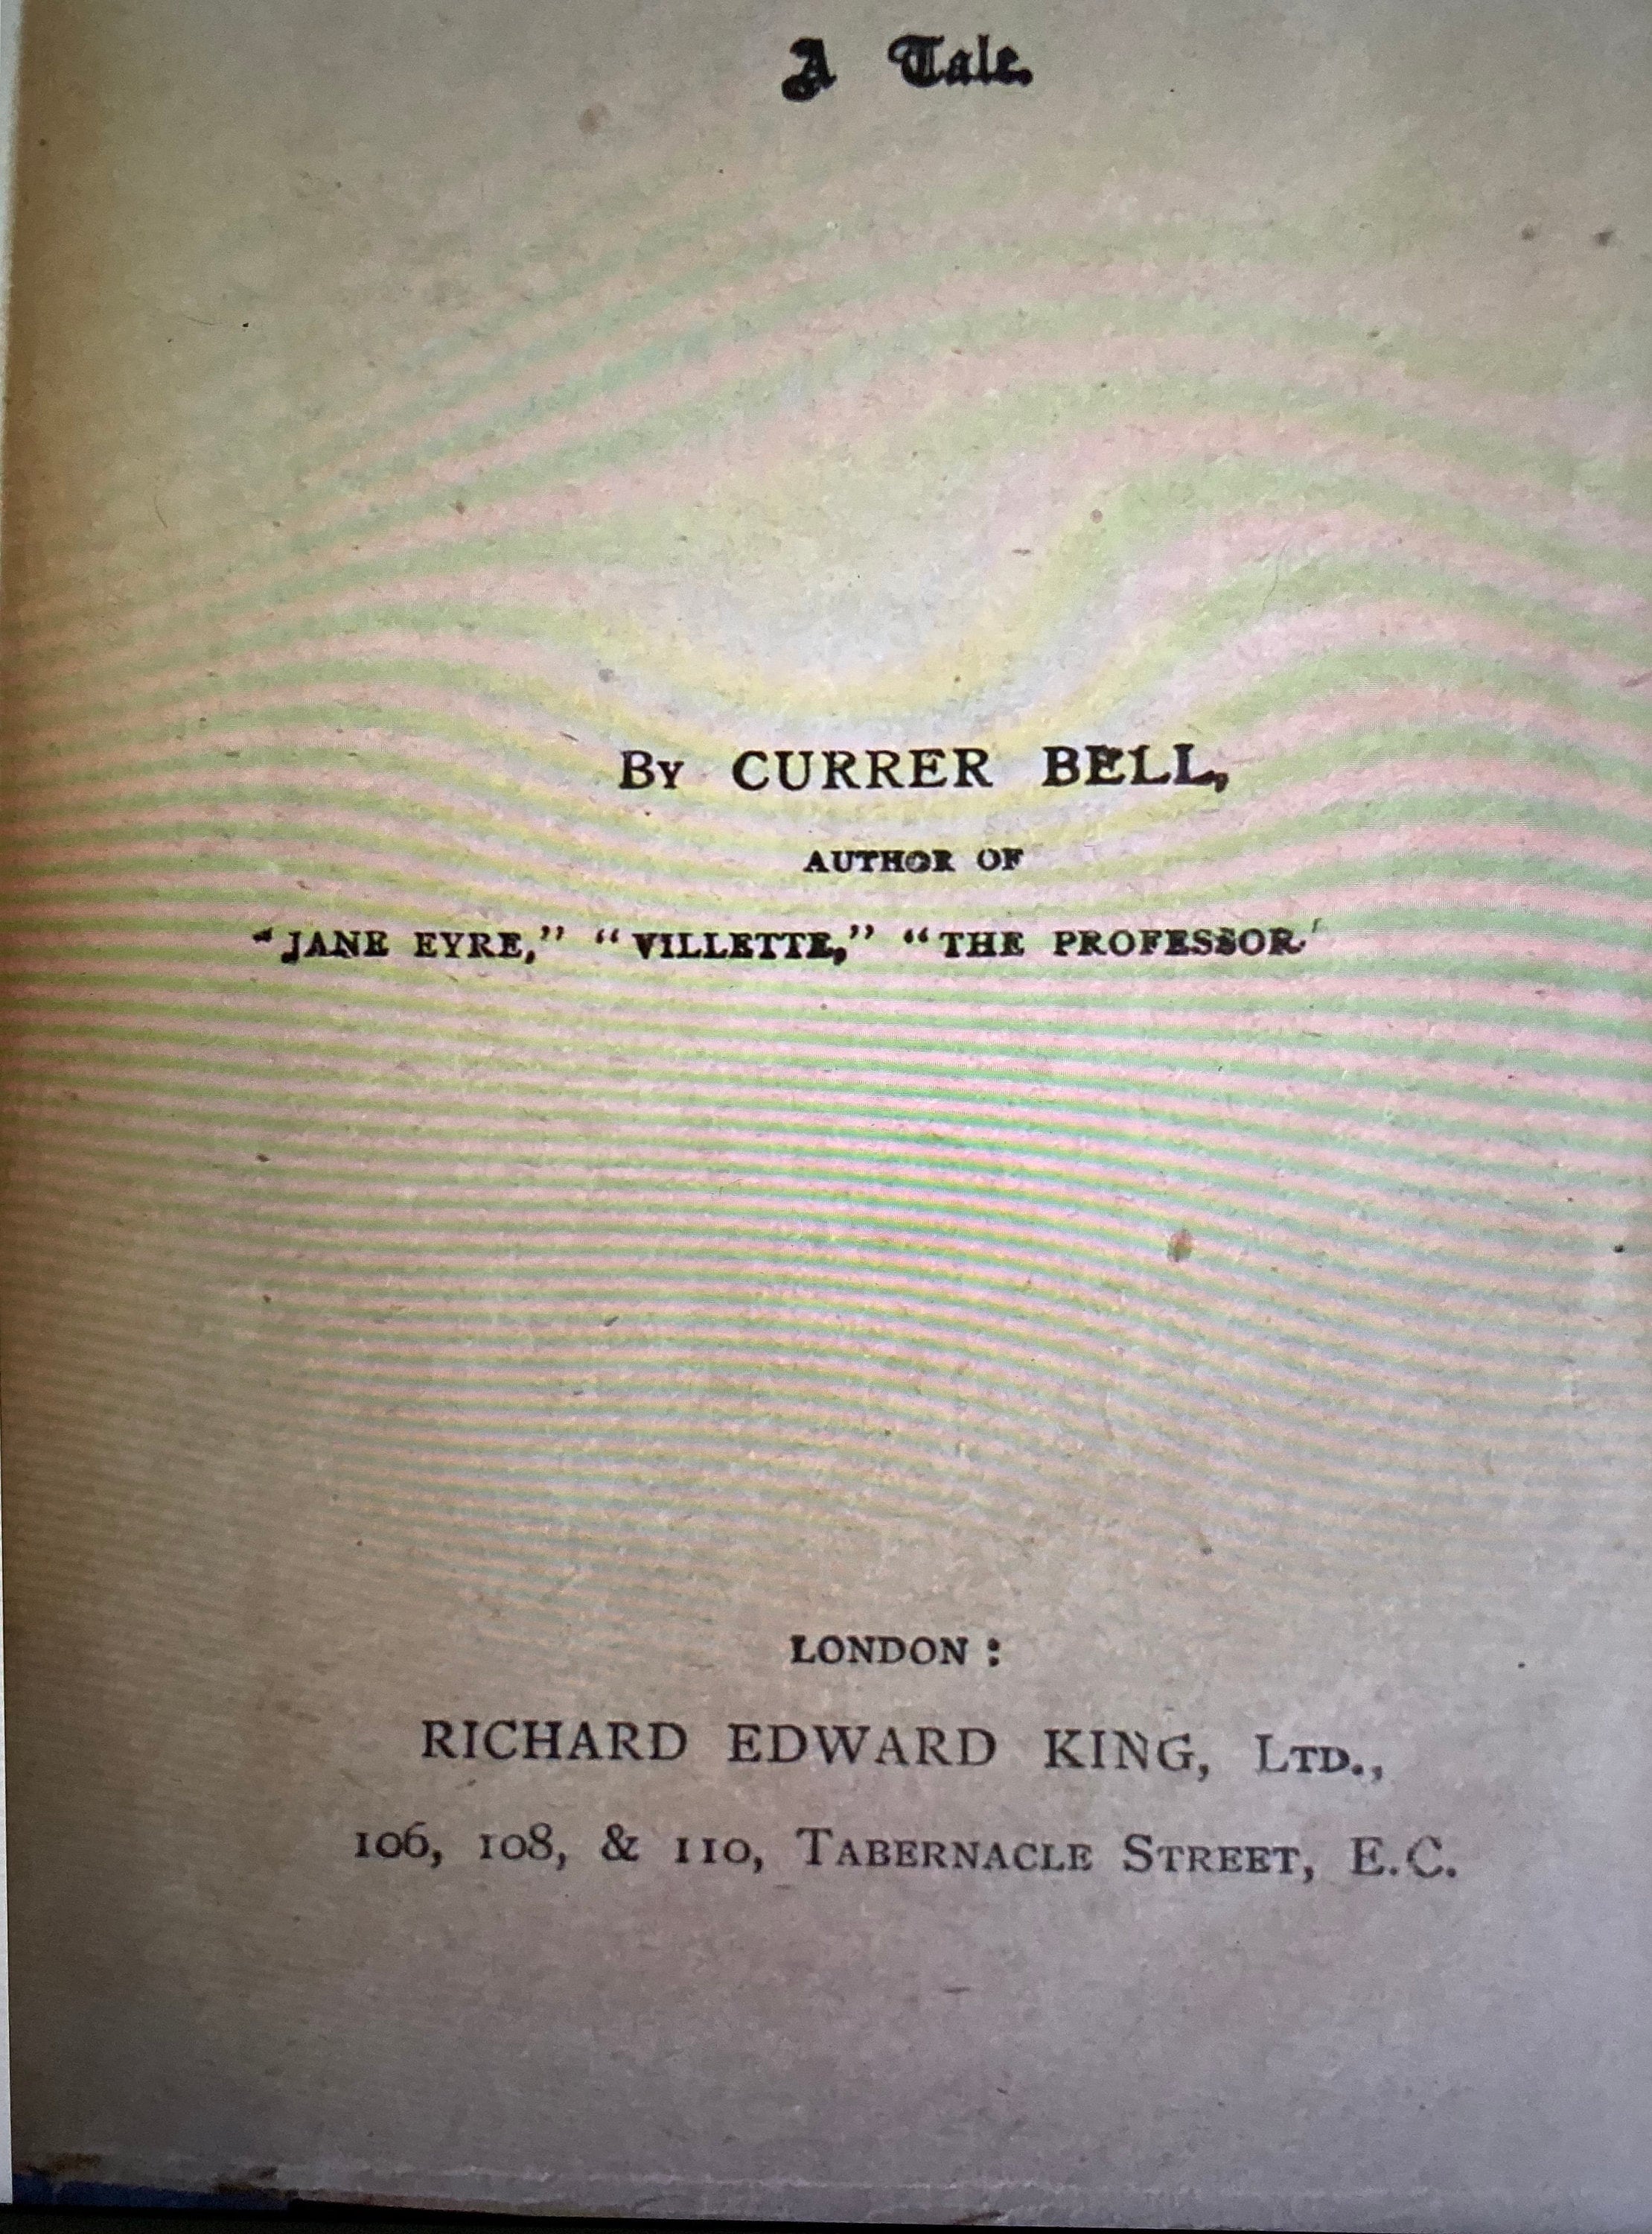 A Tale.
By CURRER BELL,
AUTHOR OF
"JANE EYRE," "VILLETTE," "THE PROFESSOR'
LONDON :
RICHARD EDWARD KING, LTD.,
106, 108, & 110, TABERNACLE STREET, E.C.